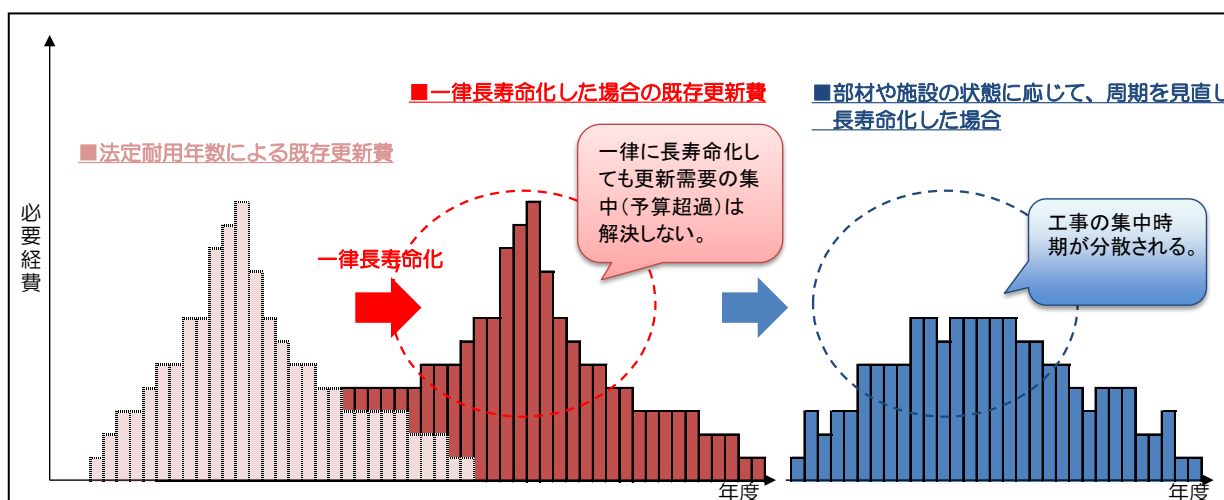 ■一律長寿命化した場合の既存更新費
■部材や施設の状態に応じて、周期を見直し
長寿命化した場合
■法定耐用年数による既存更新費
一律に長寿命化し
ても更新需要の集
中(予算超過)は
解決しない。
工事の集中時
期が分散される。
必要経費
一律長寿命化
年度
年度